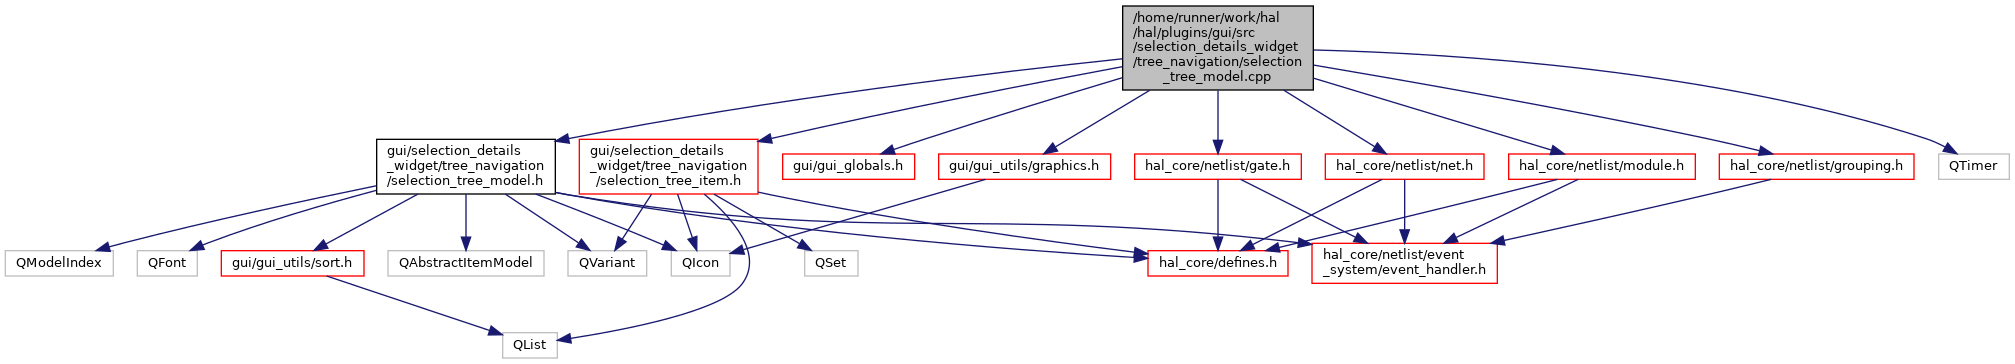 /home/runner/work/hal
/hal/plugins/gui/src
/selection_details_widget
/tree_navigation/selection
_tree_model.cpp
gui/selection_details
_widget/tree_navigation
/selection_tree_model.h
gui/selection_details
_widget/tree_navigation
/selection_tree_item.h
gui/gui_globals.h
gui/gui_utils/graphics.h
hal_core/netlist/gate.h
hal_core/netlist/net.h
hal_core/netlist/module.h
hal_core/netlist/grouping.h
QTimer
QModelIndex
QFont
gui/gui_utils/sort.h
QAbstractItemModel
QVariant
QIcon
QSet
hal_core/defines.h
hal_core/netlist/event
_system/event_handler.h
QList